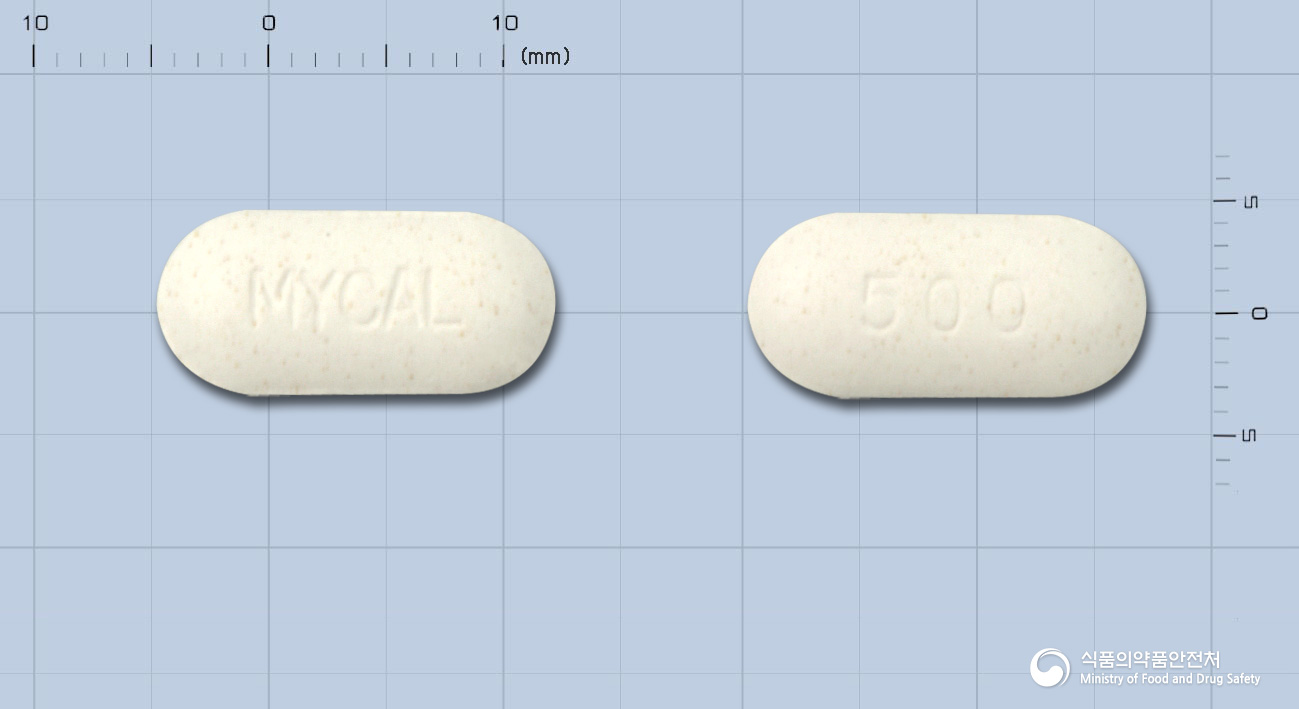 10 0 10
(mm)
5
0
5
MYCAL
500
식품의약품안전처
Ministry of Food and Drug Safety